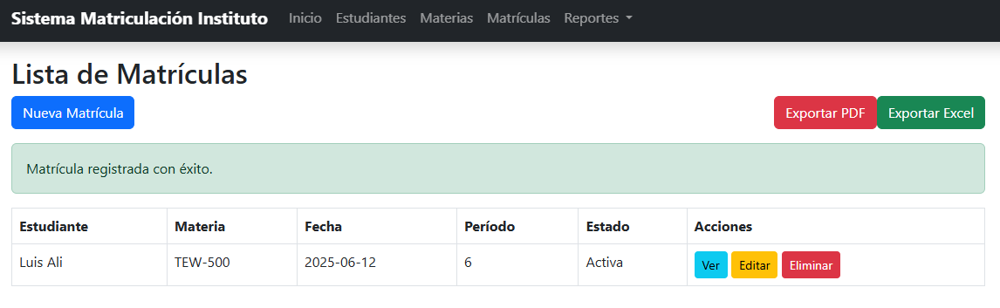 Sistema Matriculación Instituto Inicio Estudiantes Materias Matrículas Reportes
Lista de Matrículas
Nueva Matrícula Exportar PDF Exportar Excel
Matrícula registrada con éxito.
Estudiante Materia Fecha Período Estado Acciones
Luis Ali TEW-500 2025-06-12 6 Activa Ver Editar Eliminar